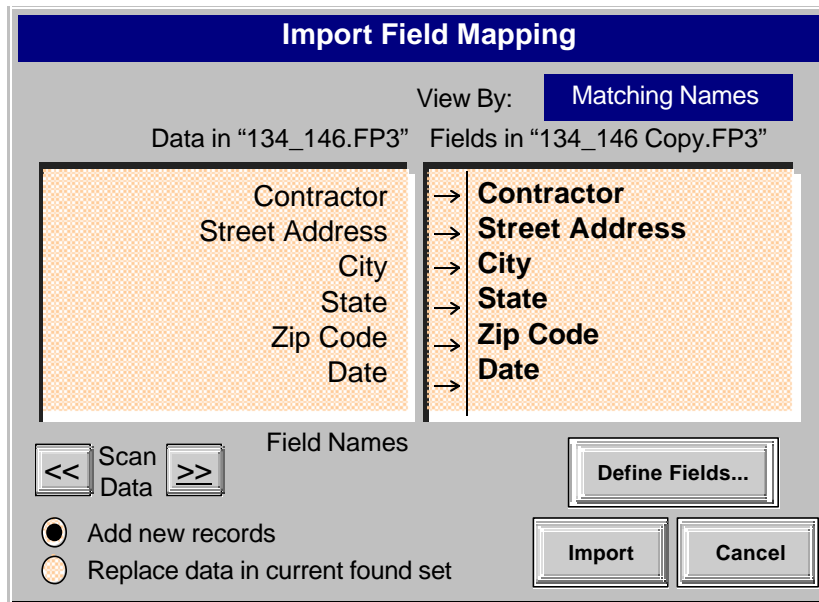 Import Field Mapping
View By: Matching Names
Data in “134_146.FP3” Fields in “134_146 Copy.FP3”
Contractor → Contractor
Street Address → Street Address
City → City
State → State
Zip Code → Zip Code
Date → Date
Field Names
<< Scan Data >>
Define Fields...
Add new records
Replace data in current found set
Import Cancel